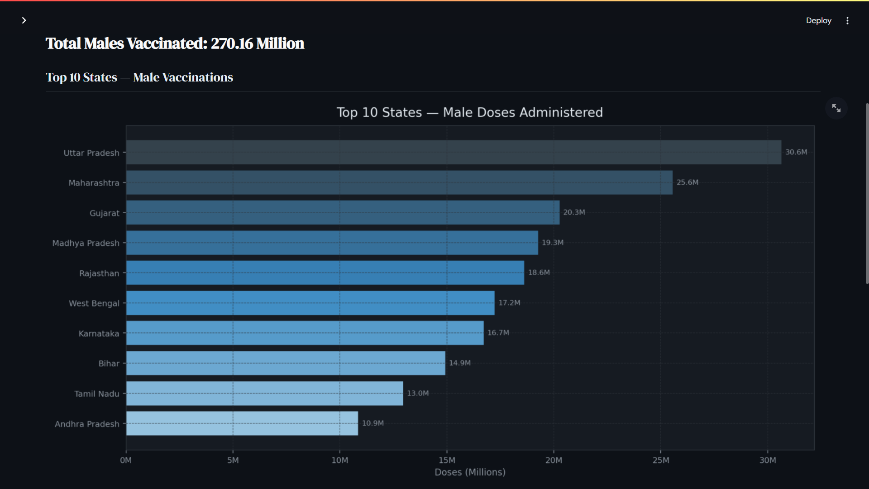 Deploy
Total Males Vaccinated: 270.16 Million
Top 10 States — Male Vaccinations
Top 10 States — Male Doses Administered
Uttar Pradesh 30.6M
Maharashtra 25.6M
Gujarat 20.3M
Madhya Pradesh 19.3M
Rajasthan 18.6M
West Bengal 17.2M
Karnataka 16.7M
Bihar 14.9M
Tamil Nadu 13.0M
Andhra Pradesh 10.9M
0M 5M 10M 15M 20M 25M 30M
Doses (Millions)